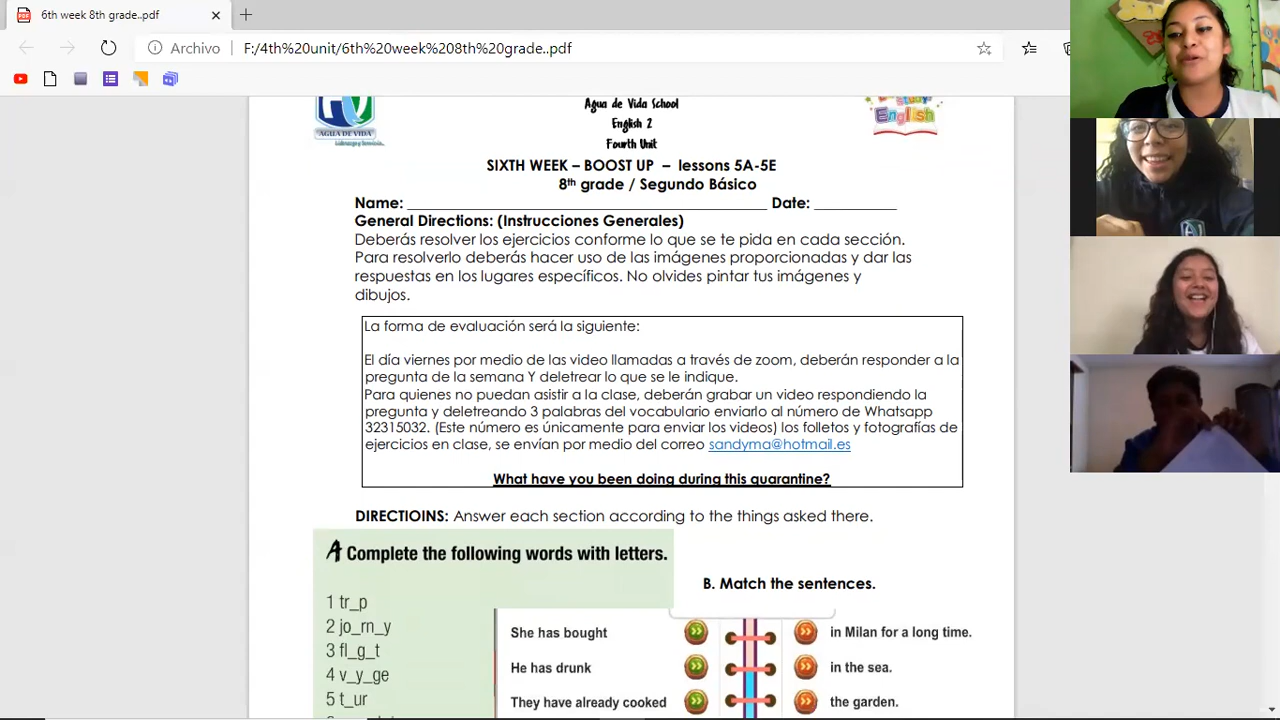 6th week 8th grade..pdf
Archivo
F:/4th%20unit/6th%20week%208th%20grade..pdf
Agua de Vida School
English 2
Fourth Unit
AGUA DE VIDA
study
English
SIXTH WEEK – BOOST UP – lessons 5A-5E
8th grade / Segundo Básico
Name: Date:
General Directions: (Instrucciones Generales)
Deberás resolver los ejercicios conforme lo que se te pida en cada sección.
Para resolverlo deberás hacer uso de las imágenes proporcionadas y dar las
respuestas en los lugares específicos. No olvides pintar tus imágenes y
dibujos.
La forma de evaluación será la siguiente:
El día viernes por medio de las video llamadas a través de zoom, deberán responder a la
pregunta de la semana Y deletrear lo que se le indique.
Para quienes no puedan asistir a la clase, deberán grabar un video respondiendo la
pregunta y deletreando 3 palabras del vocabulario enviarlo al número de Whatsapp
32315032. (Este número es únicamente para enviar los videos) los folletos y fotografías de
ejercicios en clase, se envían por medio del correo sandyma@hotmail.es
What have you been doing during this quarantine?
DIRECTIOINS: Answer each section according to the things asked there.
A Complete the following words with letters.
1 tr_p
2 jo_rn_y
3 fl_g_t
4 v_y_ge
5 t_ur
B. Match the sentences.
She has bought in Milan for a long time.
He has drunk in the sea.
They have already cooked the garden.